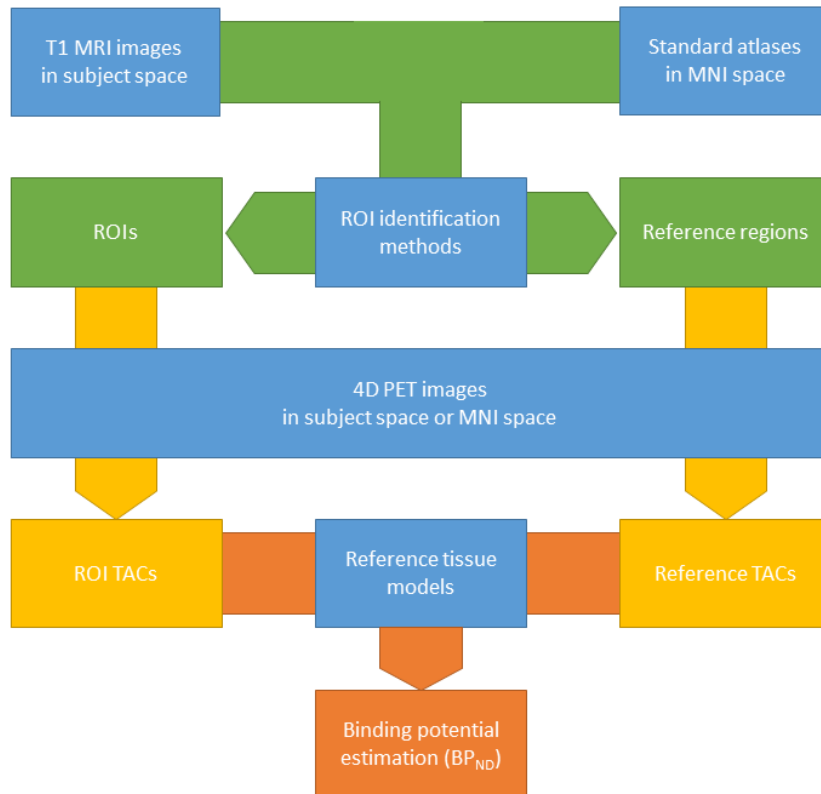 T1 MRI images
in subject space
Standard atlases
in MNI space
ROIs
ROI identification
methods
Reference regions
4D PET images
in subject space or MNI space
ROI TACs
Reference tissue
models
Reference TACs
Binding potential
estimation (BPND)